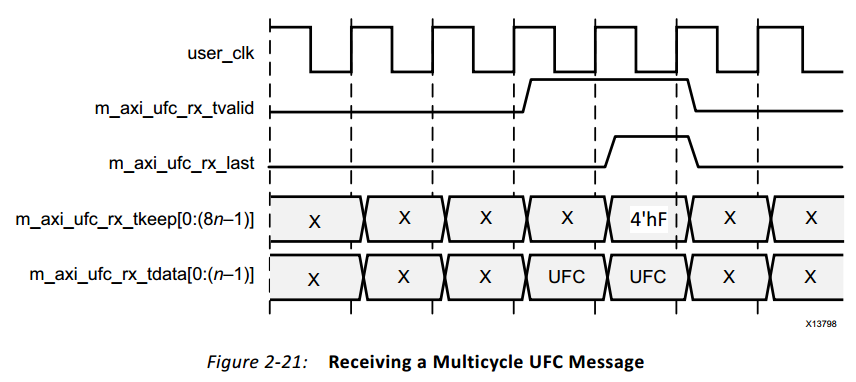 user_clk
m_axi_ufc_rx_tvalid
m_axi_ufc_rx_last
m_axi_ufc_rx_tkeep[0:(8n–1)]
X X X X 4'hF X X
m_axi_ufc_rx_tdata[0:(n–1)]
X X X UFC UFC X X
X13798
Figure 2-21: Receiving a Multicycle UFC Message